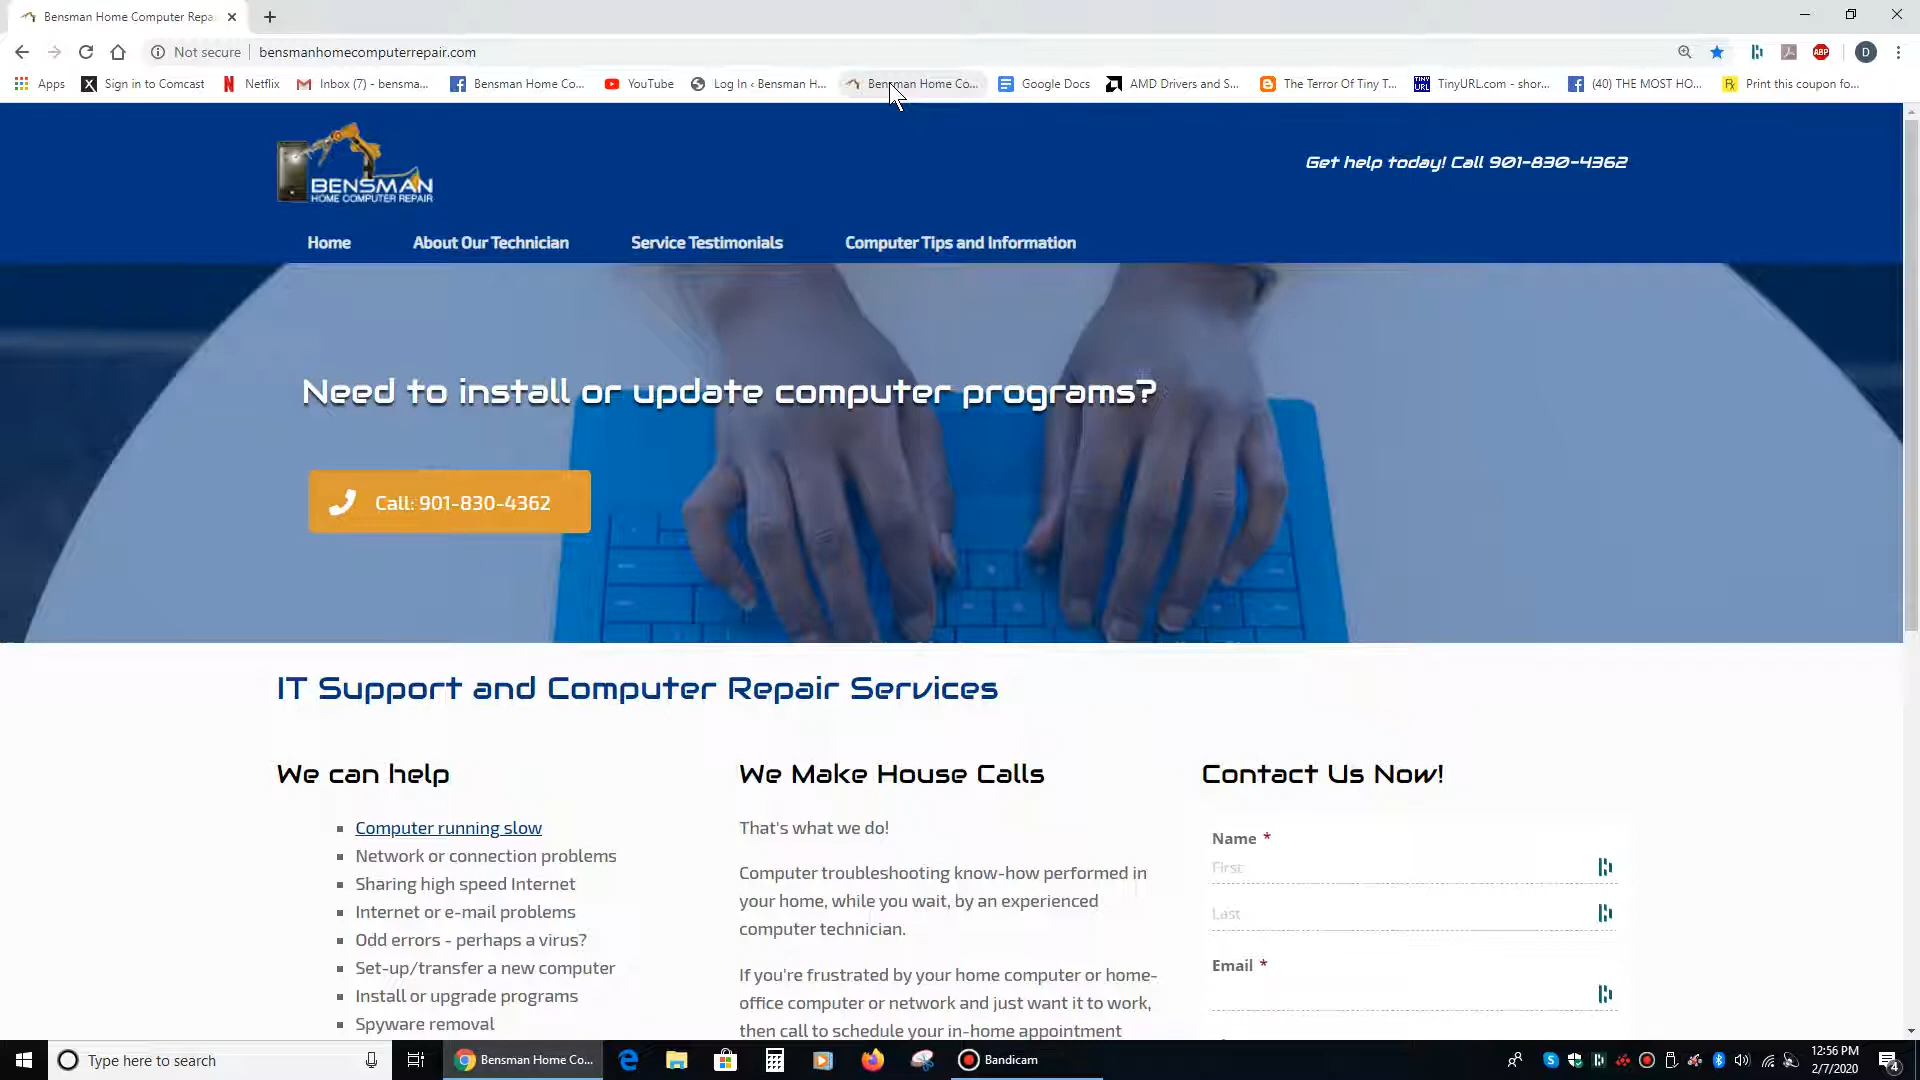 Bensman Home Computer Repa
Not secure
bensmanhomecomputerrepair.com
ABP
D
Apps
Sign in to Comcast
Netflix
Inbox (7) - bensma...
Bensman Home Co...
YouTube
Log In ‹ Bensman H...
Bensman Home Co...
Google Docs
AMD Drivers and S...
The Terror Of Tiny T...
TINY
URL
TinyURL.com - shor...
(40) THE MOST HO...
Print this coupon fo...
BENSMAN
HOME COMPUTER REPAIR
Get help today! Call 901-830-4362
Home
About Our Technician
Service Testimonials
Computer Tips and Information
Need to install or update computer programs?
Call: 901-830-4362
IT Support and Computer Repair Services
We can help
Computer running slow
Network or connection problems
Sharing high speed Internet
Internet or e-mail problems
Odd errors - perhaps a virus?
Set-up/transfer a new computer
Install or upgrade programs
Spyware removal
We Make House Calls
That's what we do!
Computer troubleshooting know-how performed in
your home, while you wait, by an experienced
computer technician.
If you're frustrated by your home computer or home-
office computer or network and just want it to work,
then call to schedule your in-home appointment
Contact Us Now!
Name *
First
Last
Email *
Type here to search
Bensman Home Co...
Bandicam
12:56 PM
2/7/2020
4